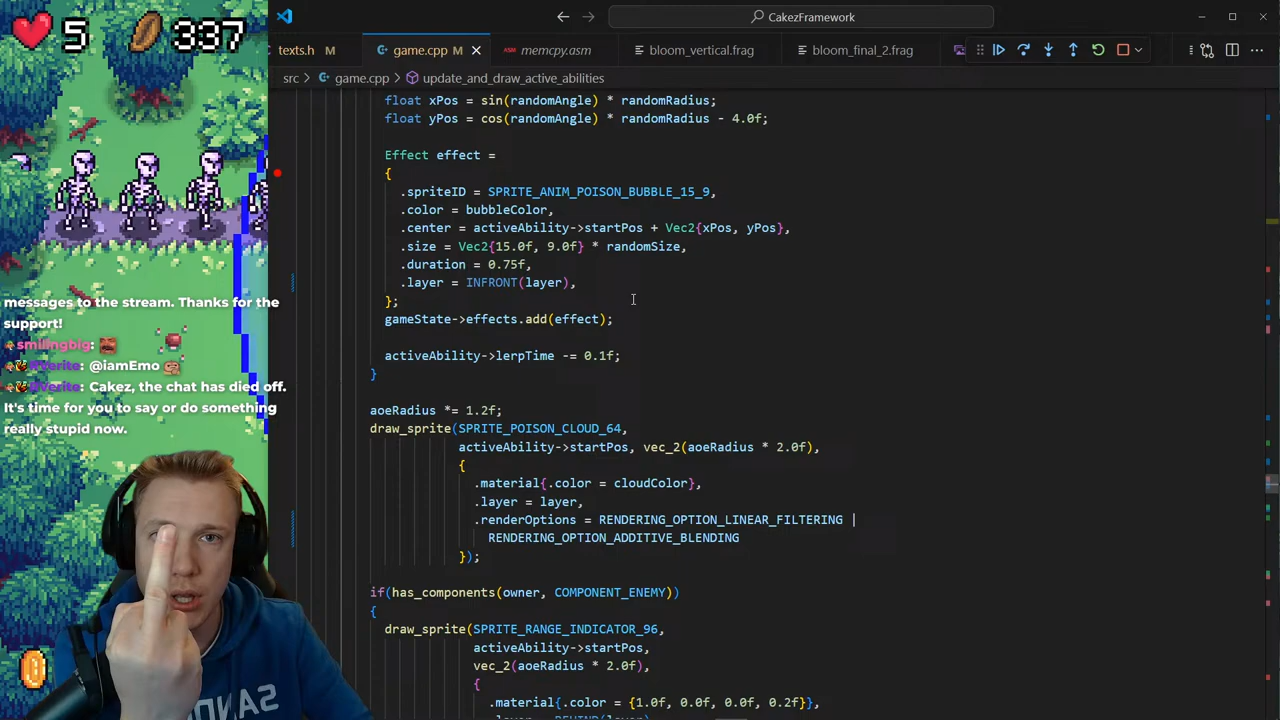 5
337
messages to the stream. Thanks for the
support!
smilingbig:
@iamEmo
Cakez, the chat has died off.
It's time for you to say or do something
really stupid now.
CakezFramework
texts.h M
game.cpp M
ASM memcpy.asm
bloom_vertical.frag
bloom_final_2.frag
src > game.cpp > update_and_draw_active_abilities
float xPos = sin(randomAngle) * randomRadius;
float yPos = cos(randomAngle) * randomRadius - 4.0f;
Effect effect =
{
.spriteID = SPRITE_ANIM_POISON_BUBBLE_15_9,
.color = bubbleColor,
.center = activeAbility->startPos + Vec2{xPos, yPos},
.size = Vec2{15.0f, 9.0f} * randomSize,
.duration = 0.75f,
.layer = INFRONT(layer),
};
gameState->effects.add(effect);
activeAbility->lerpTime -= 0.1f;
}
aoeRadius *= 1.2f;
draw_sprite(SPRITE_POISON_CLOUD_64,
activeAbility->startPos, vec_2(aoeRadius * 2.0f),
{
.material{.color = cloudColor},
.layer = layer,
.renderOptions = RENDERING_OPTION_LINEAR_FILTERING |
RENDERING_OPTION_ADDITIVE_BLENDING
});
if(has_components(owner, COMPONENT_ENEMY))
{
draw_sprite(SPRITE_RANGE_INDICATOR_96,
activeAbility->startPos,
vec_2(aoeRadius * 2.0f),
{
.material{.color = {1.0f, 0.0f, 0.0f, 0.2f}},
.layer = BEHIND(layer)